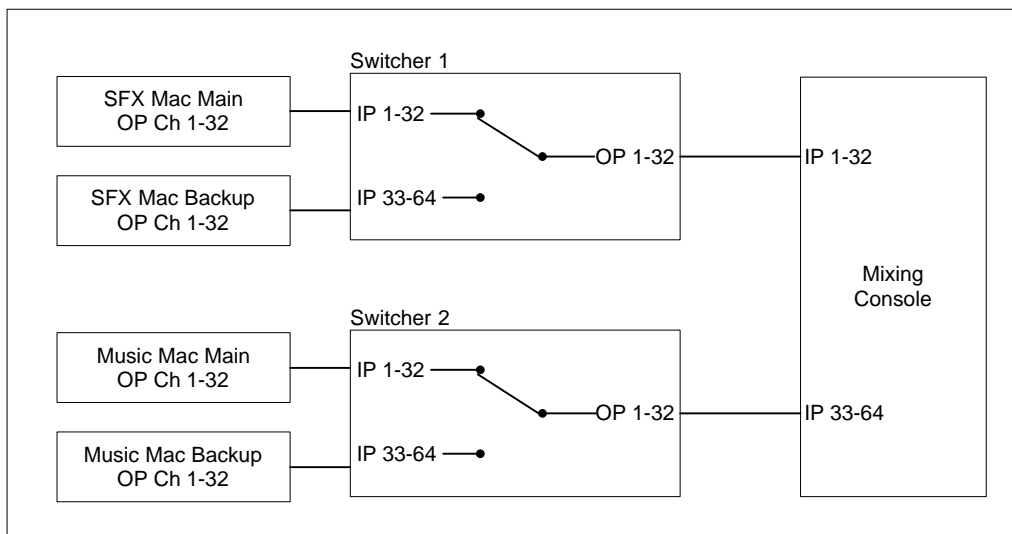 Switcher 1
SFX Mac Main
OP Ch 1-32
IP 1-32
OP 1-32
IP 1-32
SFX Mac Backup
OP Ch 1-32
IP 33-64
Mixing
Console
Switcher 2
Music Mac Main
OP Ch 1-32
IP 1-32
OP 1-32
IP 33-64
Music Mac Backup
OP Ch 1-32
IP 33-64